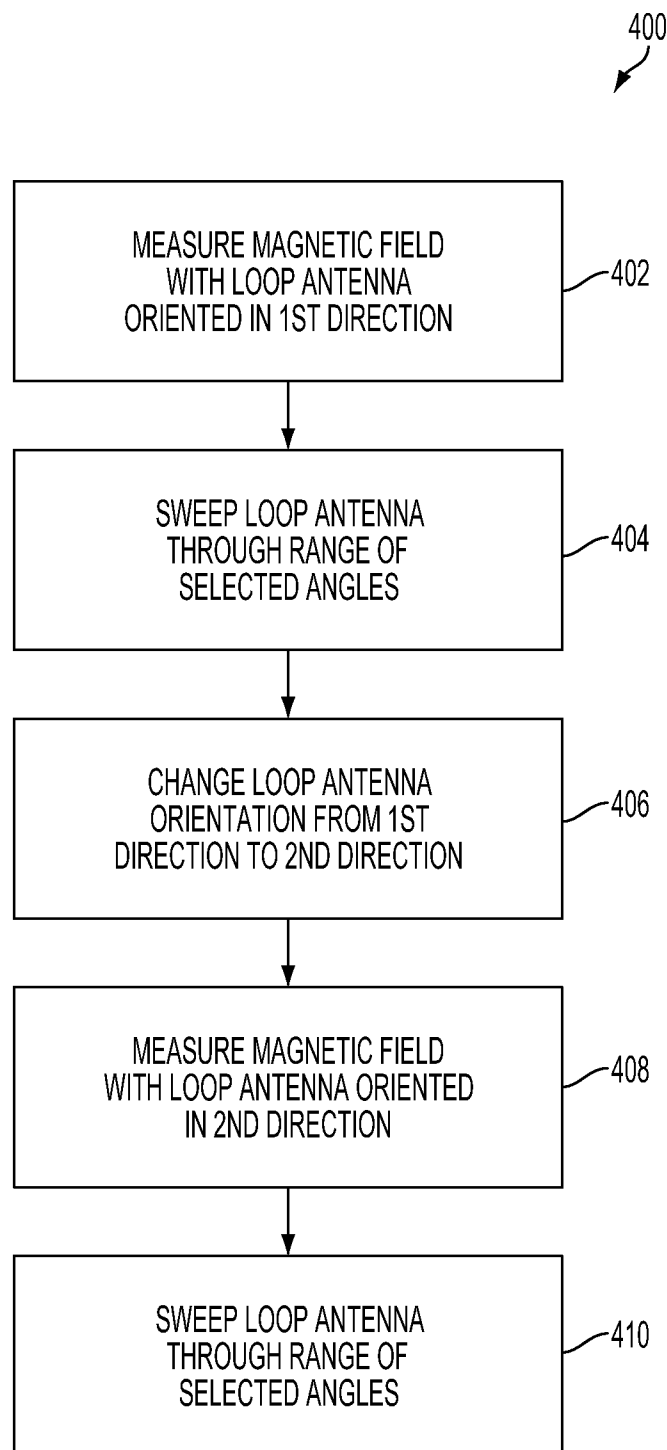 400
MEASURE MAGNETIC FIELD
WITH LOOP ANTENNA
ORIENTED IN 1ST DIRECTION
402
SWEEP LOOP ANTENNA
THROUGH RANGE OF
SELECTED ANGLES
404
CHANGE LOOP ANTENNA
ORIENTATION FROM 1ST
DIRECTION TO 2ND DIRECTION
406
MEASURE MAGNETIC FIELD
WITH LOOP ANTENNA ORIENTED
IN 2ND DIRECTION
408
SWEEP LOOP ANTENNA
THROUGH RANGE OF
SELECTED ANGLES
410